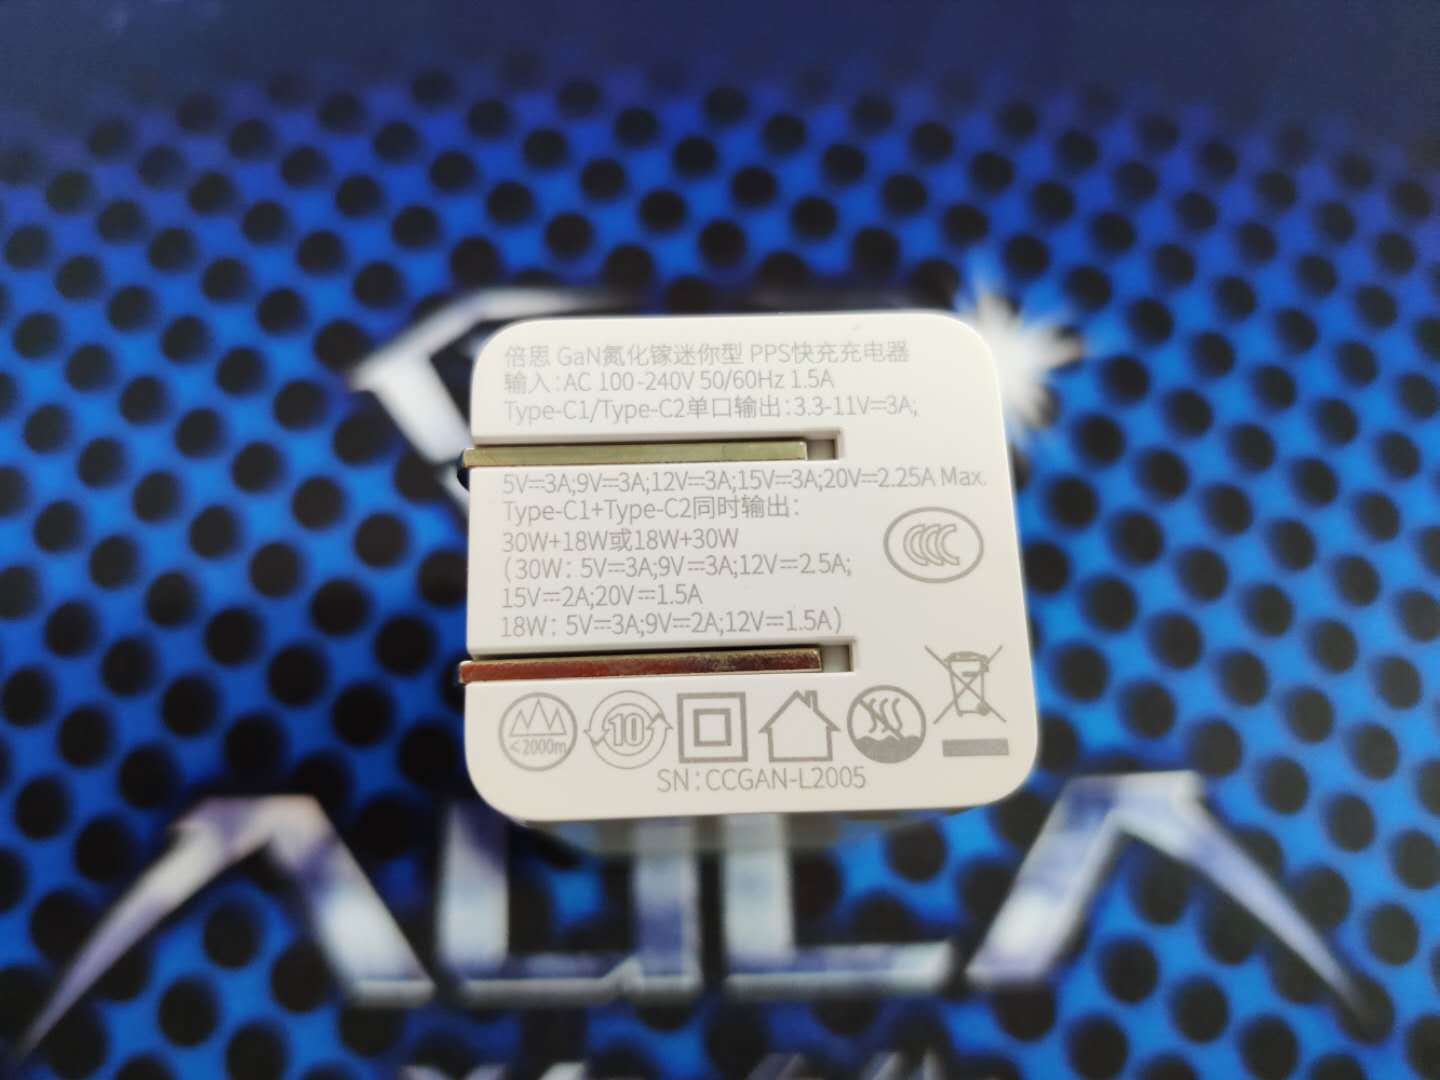 倍思 GaN氮化镓迷你型 PPS快充充电器
输入:AC 100-240V 50/60Hz 1.5A
Type-C1/Type-C2单口输出:3.3-11V⎓3A;
5V⎓3A;9V⎓3A;12V⎓3A;15V⎓3A;20V⎓2.25A Max.
Type-C1+Type-C2同时输出:
30W+18W或18W+30W
(30W: 5V⎓3A;9V⎓3A;12V⎓2.5A;
15V⎓2A;20V⎓1.5A
18W: 5V⎓3A;9V⎓2A;12V⎓1.5A)
CCC
≤2000m
10
SN:CCGAN-L2005
AULA